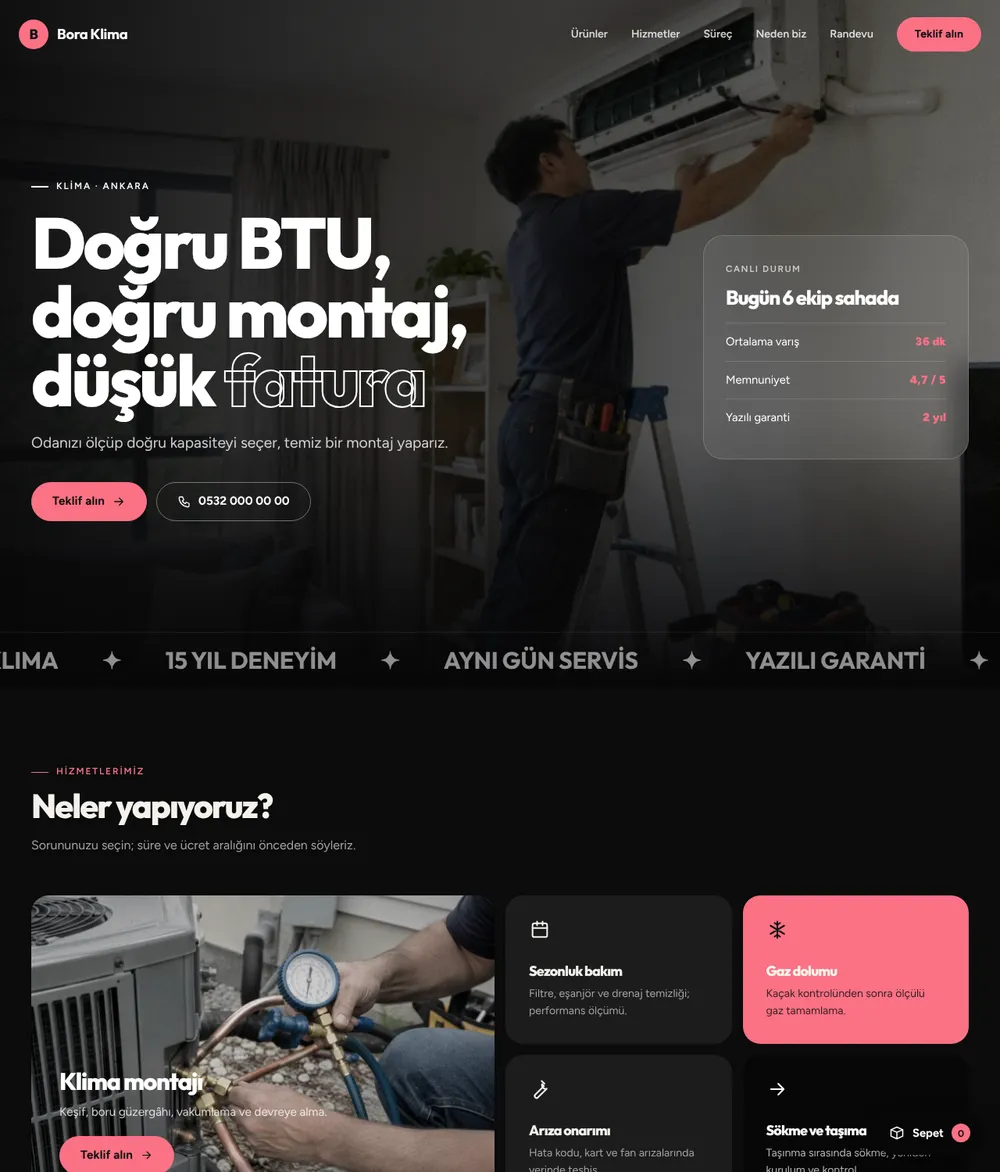 B Bora Klima
Ürünler Hizmetler Süreç Neden biz Randevu Teklif alın
KLİMA · ANKARA
Doğru BTU,
doğru montaj,
düşük fatura
Odanızı ölçüp doğru kapasiteyi seçer, temiz bir montaj yaparız.
Teklif alın →
0532 000 00 00
CANLI DURUM
Bugün 6 ekip sahada
Ortalama varış 36 dk
Memnuniyet 4,7 / 5
Yazılı garanti 2 yıl
KLIMA ✦ 15 YIL DENEYİM ✦ AYNI GÜN SERVİS ✦ YAZILI GARANTİ ✦
HİZMETLERİMİZ
Neler yapıyoruz?
Sorununuzu seçin; süre ve ücret aralığını önceden söyleriz.
Klima montajı
Keşif, boru güzergâhı, vakumlama ve devreye alma.
Teklif alın →
Sezonluk bakım
Filtre, eşanjör ve drenaj temizliği;
performans ölçümü.
Gaz dolumu
Kaçak kontrolünden sonra ölçülü
gaz tamamlama.
Arıza onarımı
Hata kodu, kart ve fan arızalarında
yerinde teşhis.
Sökme ve taşıma
Taşınma sırasında sökme,
kurulum ve kontrol.
Sepet 0